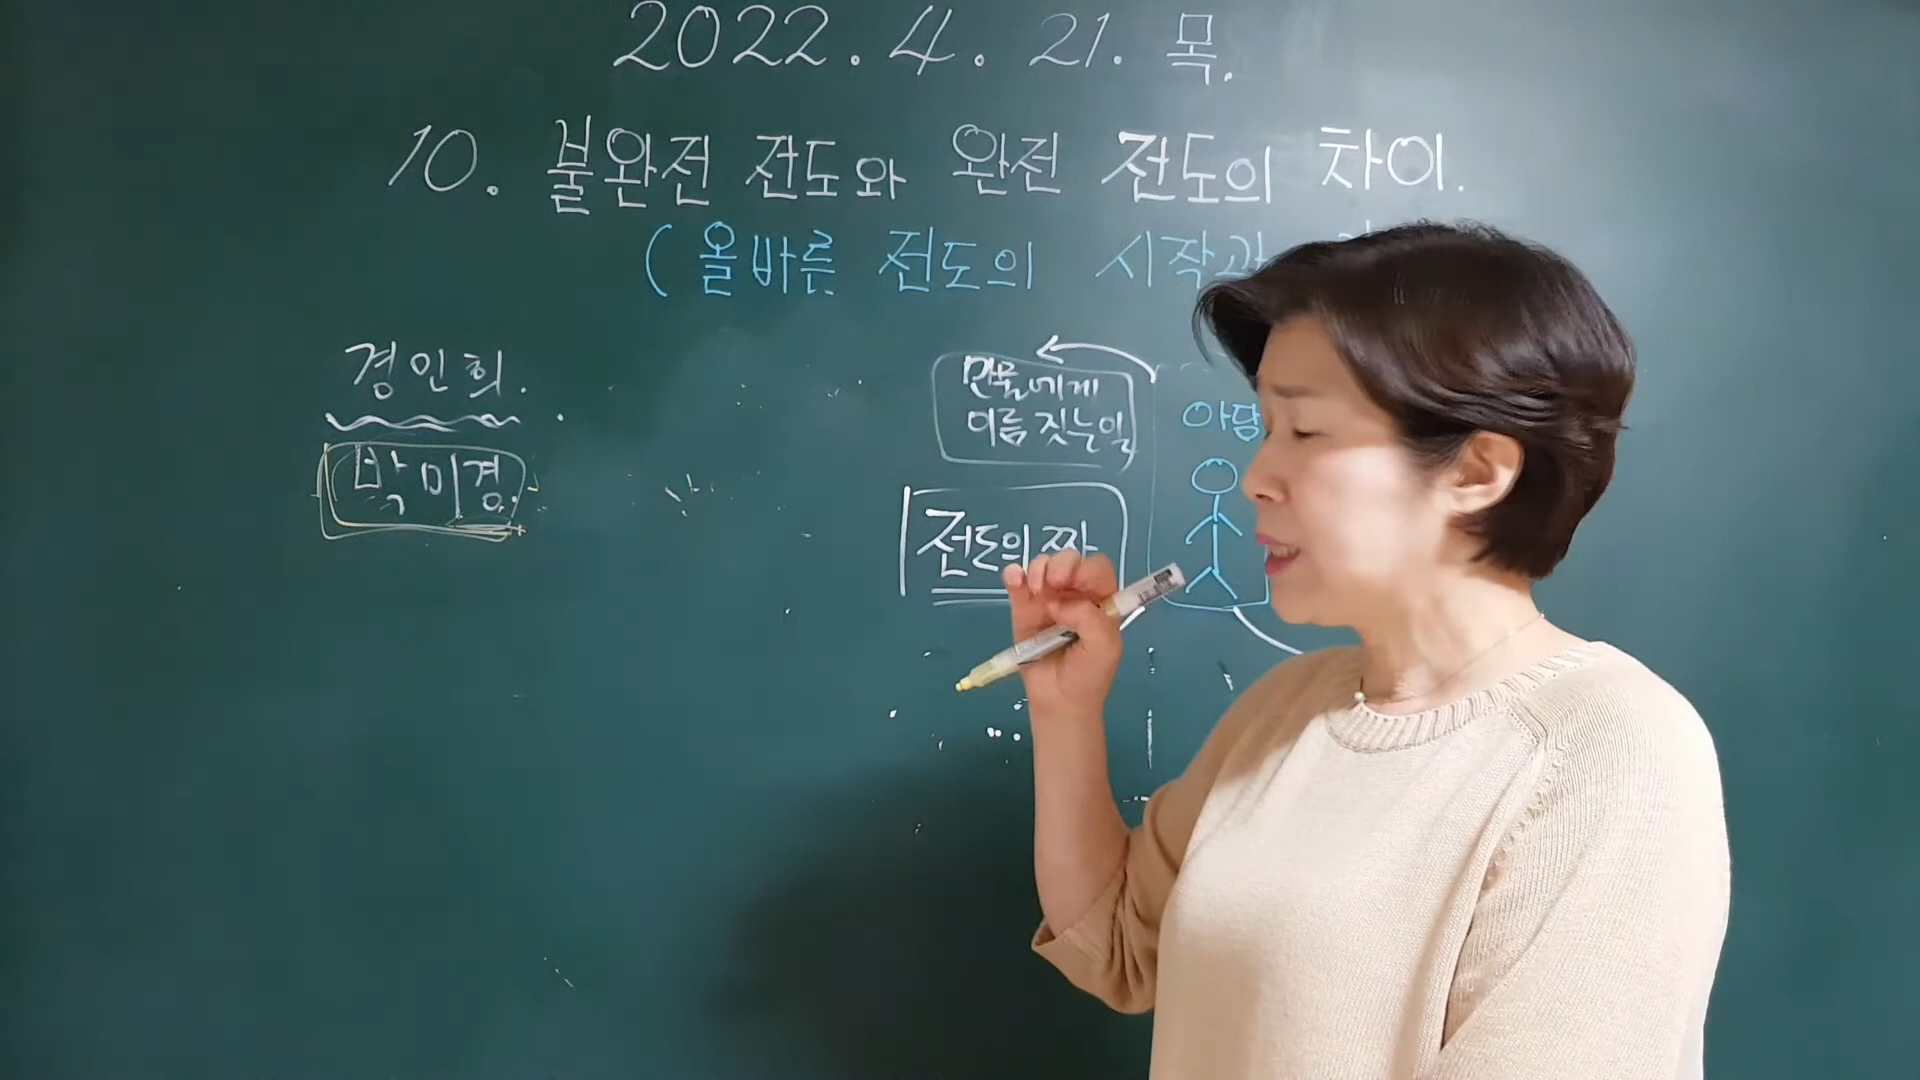 2022. 4. 21. 목.
10. 불완전 전도와 완전 전도의 차이.
(올바른 전도의 시작과
경인희.
박미경.
만물에게
이름 짓는일
아담
전도의 짝